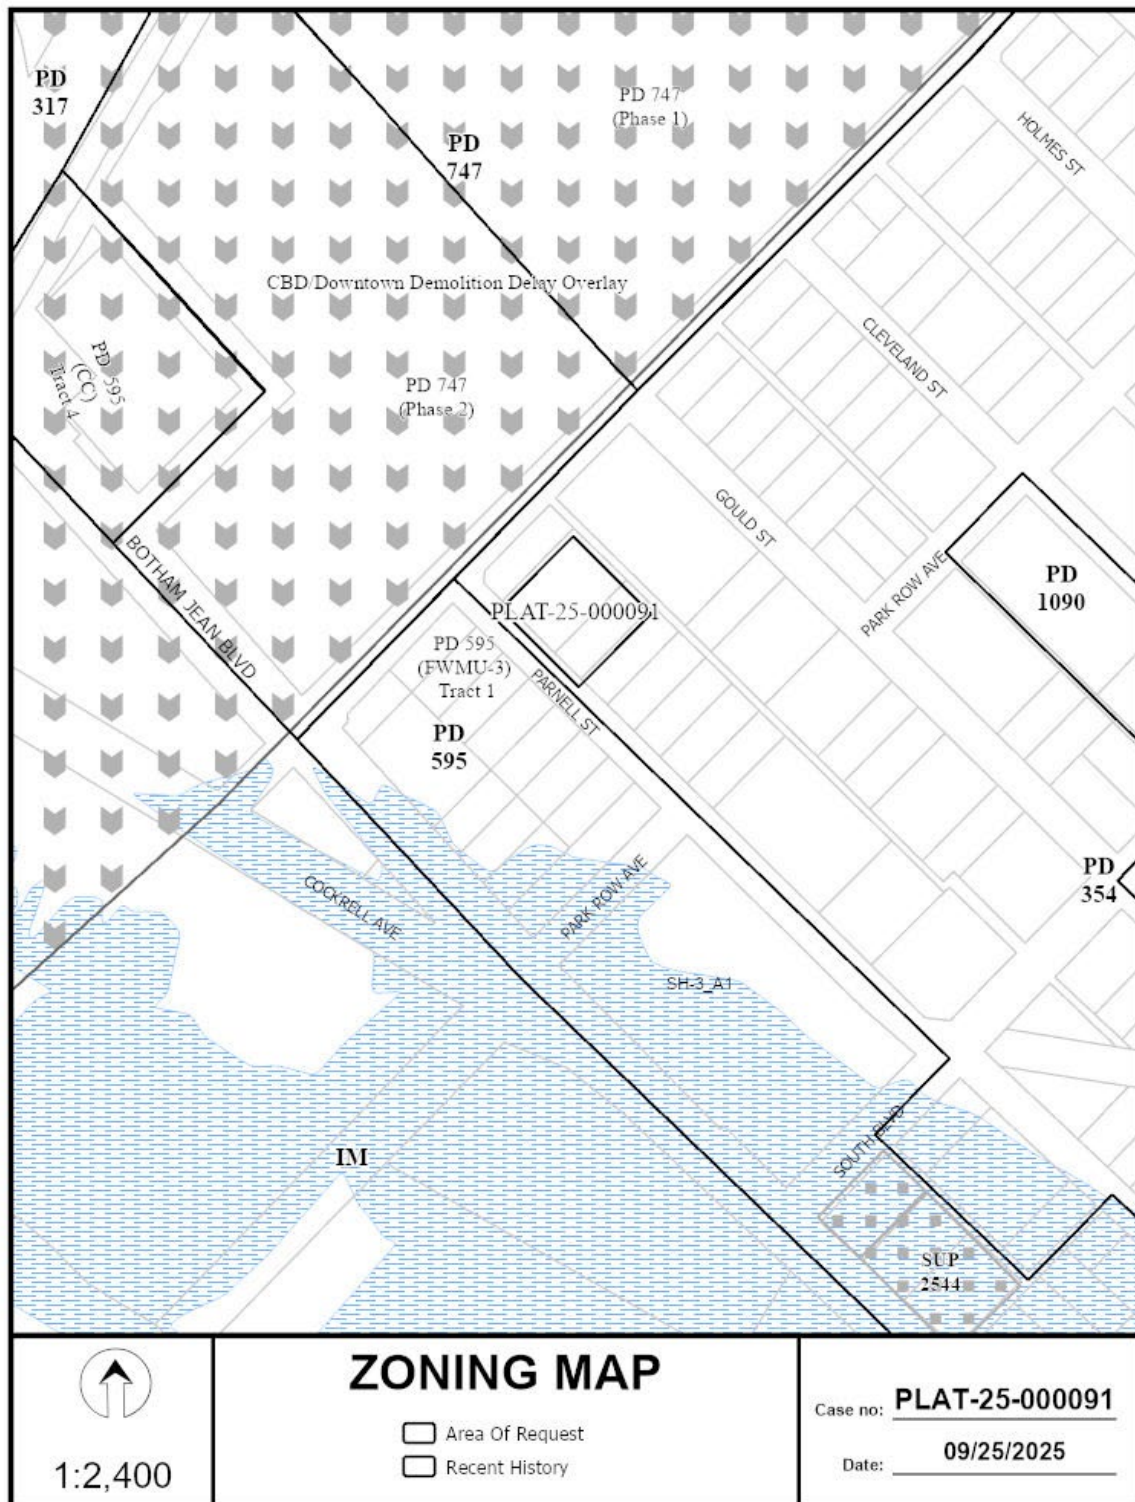 PD
317
PD 747
(Phase 1)
HOLMES ST
PD
747
CBD/Downtown Demolition Delay Overlay
PD 595
(CC)
Tract 4
PD 747
(Phase 2)
CLEVELAND ST
GOULD ST
BOTHAM JEAN BLVD
PARK ROW AVE
PD
1090
PLAT-25-000091
PD 595
(FWMU-3)
Tract 1
PARNELL ST
PD
595
PD
354
COCKRELL AVE
PARK ROW AVE
SH-3_A1
SOUTH BLVD
IM
SUP
2544
1:2,400
ZONING MAP
Area Of Request
Recent History
Case no: PLAT-25-000091
Date: 09/25/2025